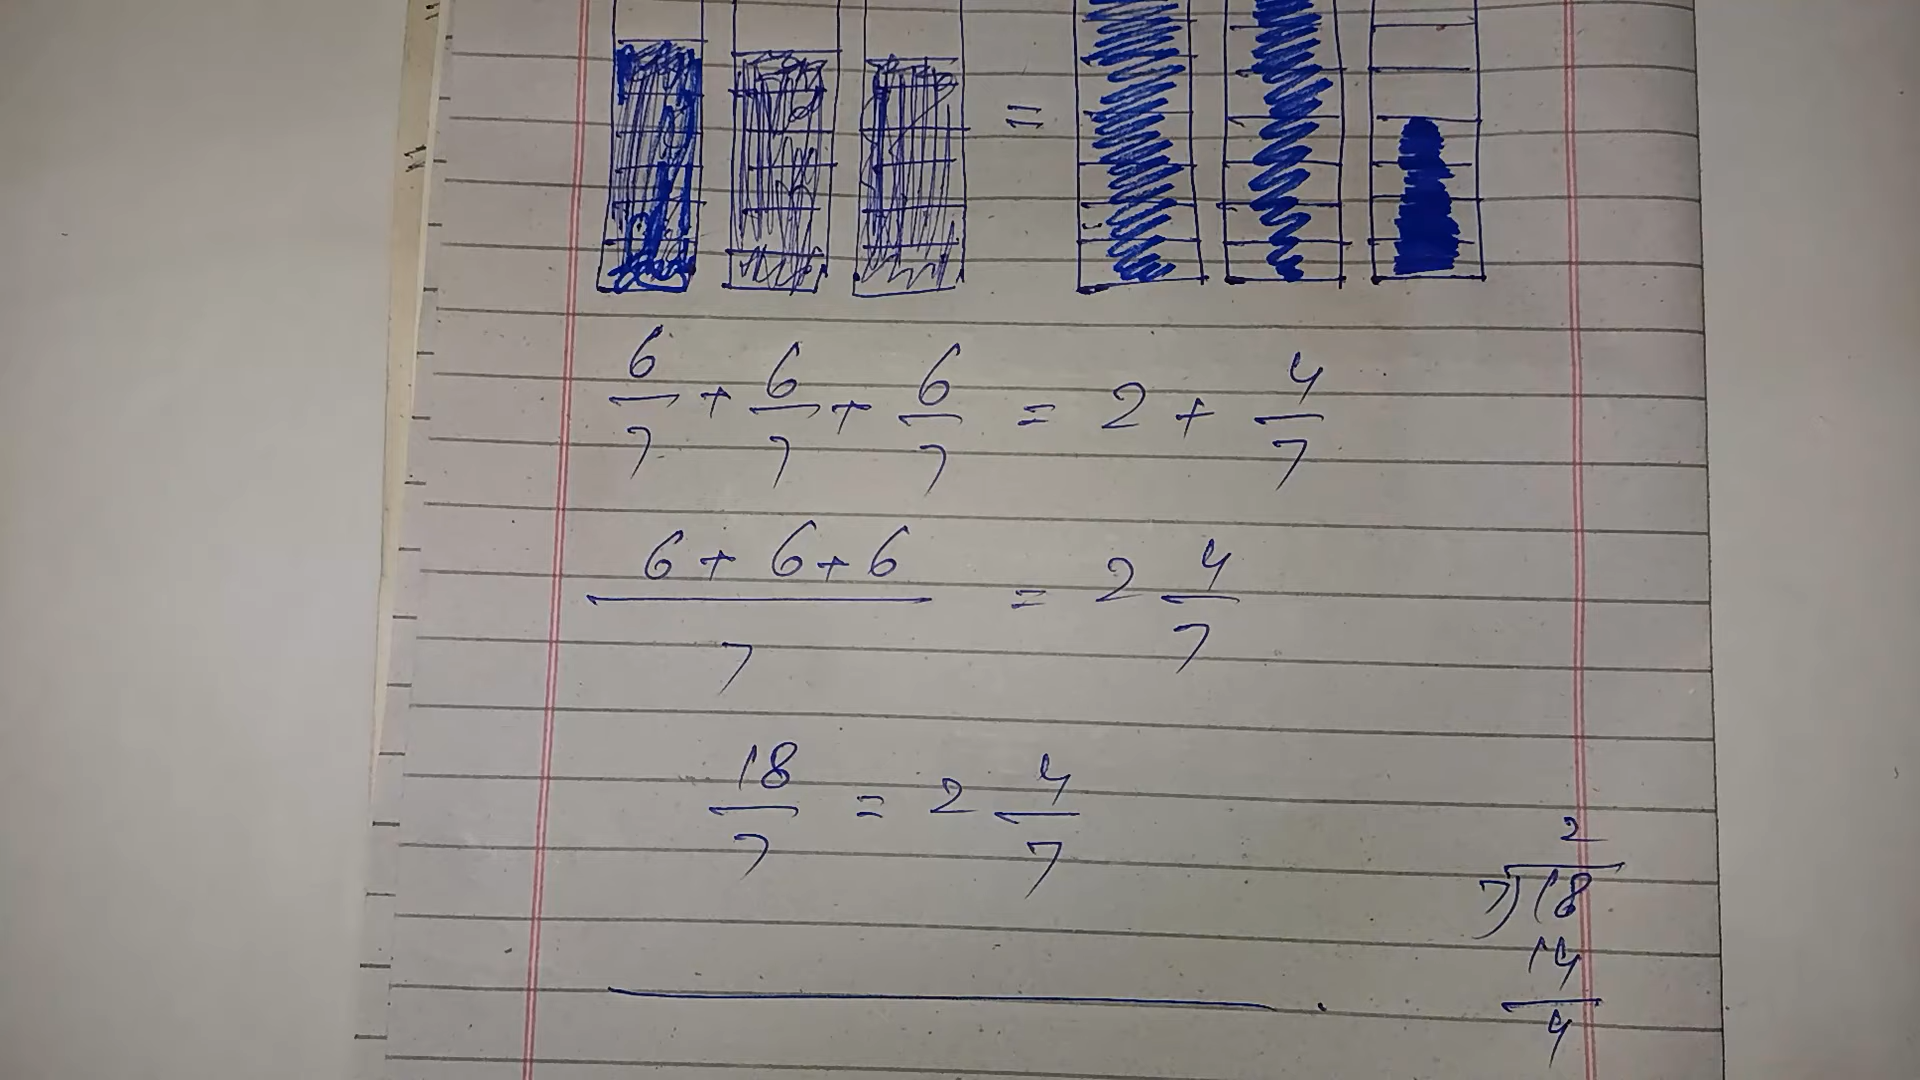 =
6/7 + 6/7 + 6/7 = 2 + 4/7
6 + 6 + 6 / 7 = 2 4/7
18/7 = 2 4/7
2
7)18
14
4